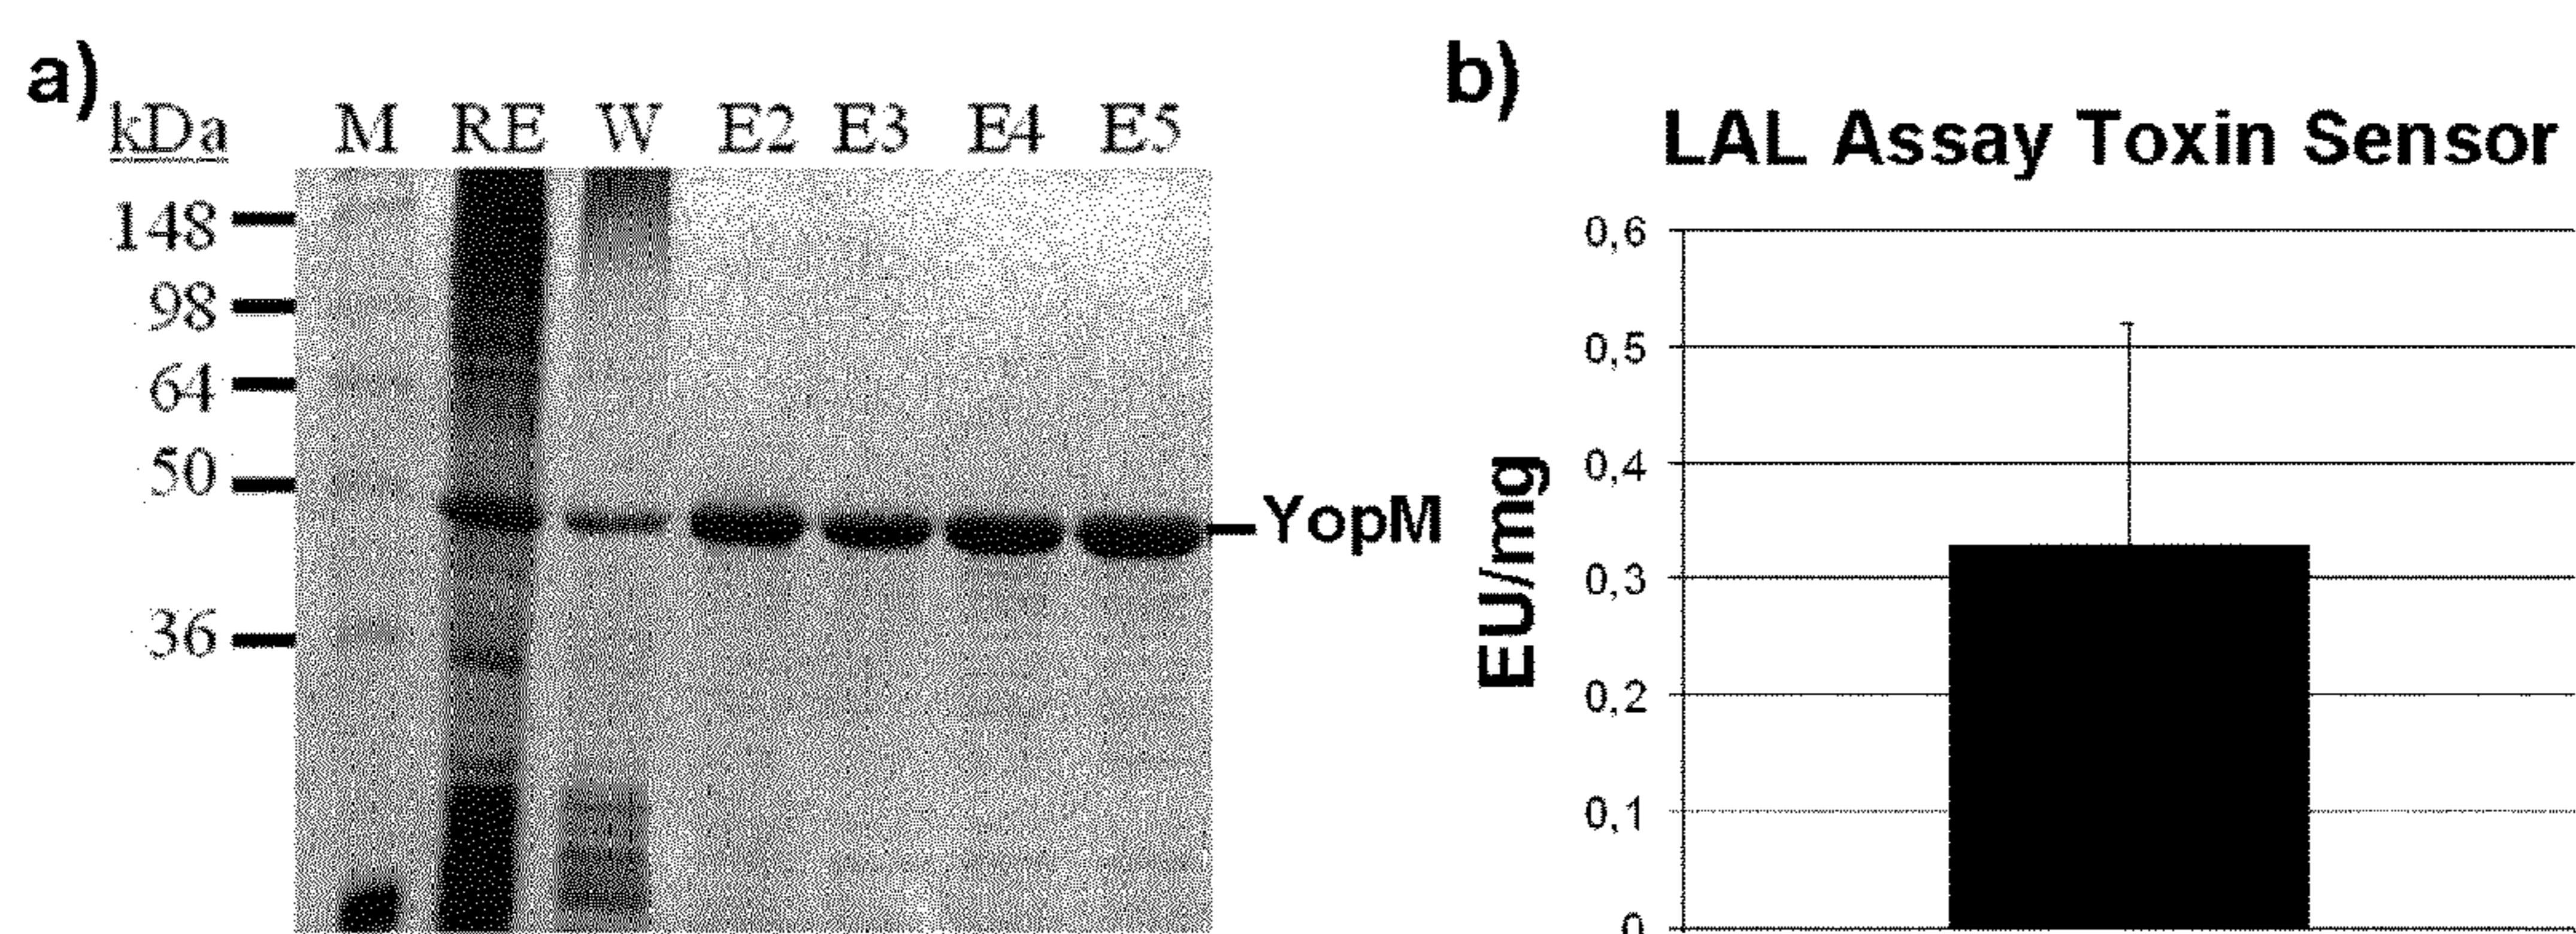 a)
kDa M RE W E2 E3 E4 E5
148
98
64
50
36
YopM
b)
LAL Assay Toxin Sensor
EU/mg
0,6
0,5
0,4
0,3
0,2
0,1
0